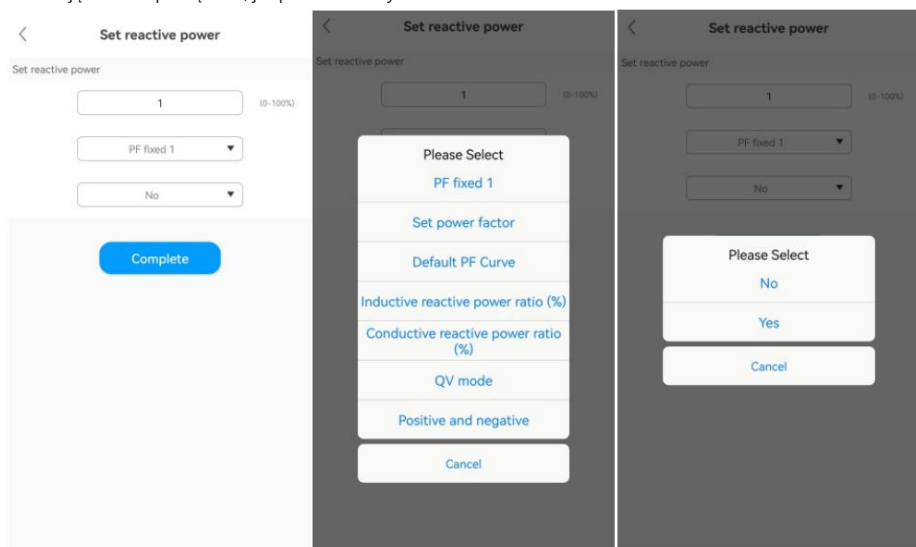 Set reactive power
Set reactive power
1 (0~100%)
PF fixed 1
No
Complete
Set reactive power
Set reactive power
1 (0~100%)
Please Select
PF fixed 1
Set power factor
Default PF Curve
Inductive reactive power ratio (%)
Conductive reactive power ratio
(%)
QV mode
Positive and negative
Cancel
Set reactive power
Set reactive power
1 (0~100%)
PF fixed 1
No
Please Select
No
Yes
Cancel